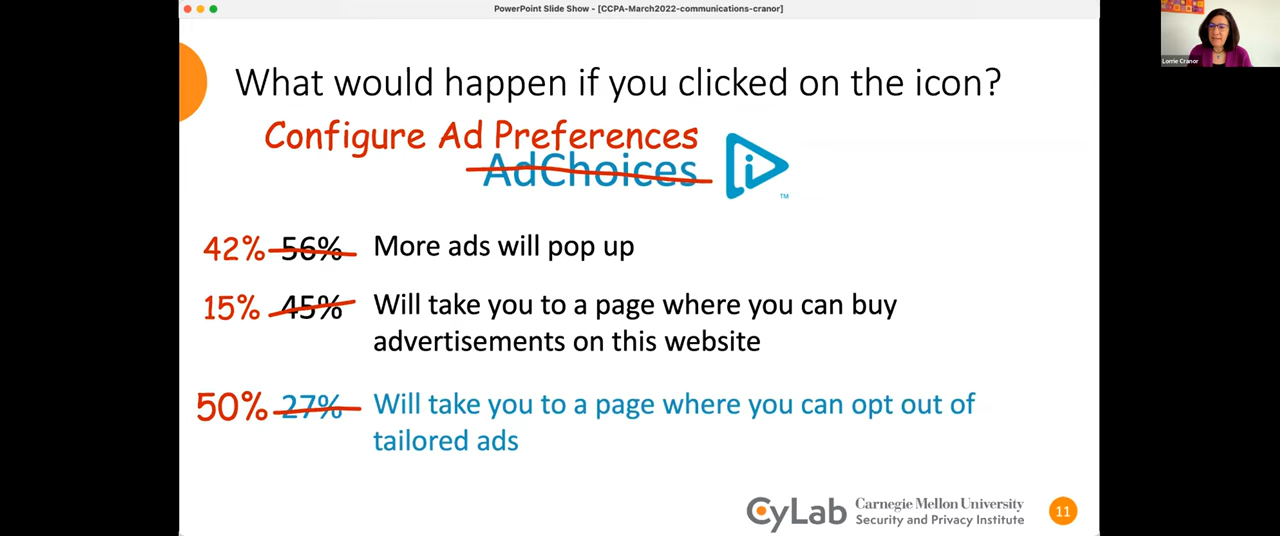 PowerPoint Slide Show - [CCPA-March2022-communications-cranor]
Lorrie Cranor
What would happen if you clicked on the icon?
Configure Ad Preferences
AdChoices
TM
42% 56% More ads will pop up
15% 45% Will take you to a page where you can buy
advertisements on this website
50% 27% Will take you to a page where you can opt out of
tailored ads
CyLab Carnegie Mellon University
Security and Privacy Institute
11